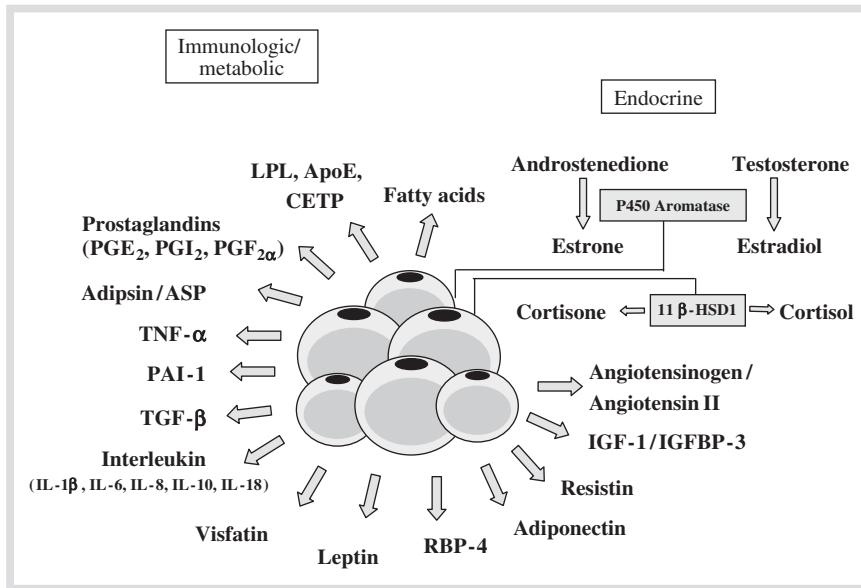 Immunologic/
metabolic
Endocrine
LPL, ApoE,
CETP
Fatty acids
Androstenedione
Testosterone
P450 Aromatase
Estrone
Estradiol
Prostaglandins
(PGE₂, PGI₂, PGF₂α)
Adipsin/ASP
Cortisone
11 β-HSD1
Cortisol
TNF-α
PAI-1
TGF-β
Interleukin
(IL-1β, IL-6, IL-8, IL-10, IL-18)
Visfatin
Leptin
RBP-4
Adiponectin
Resistin
IGF-1/IGFBP-3
Angiotensinogen/
Angiotensin II